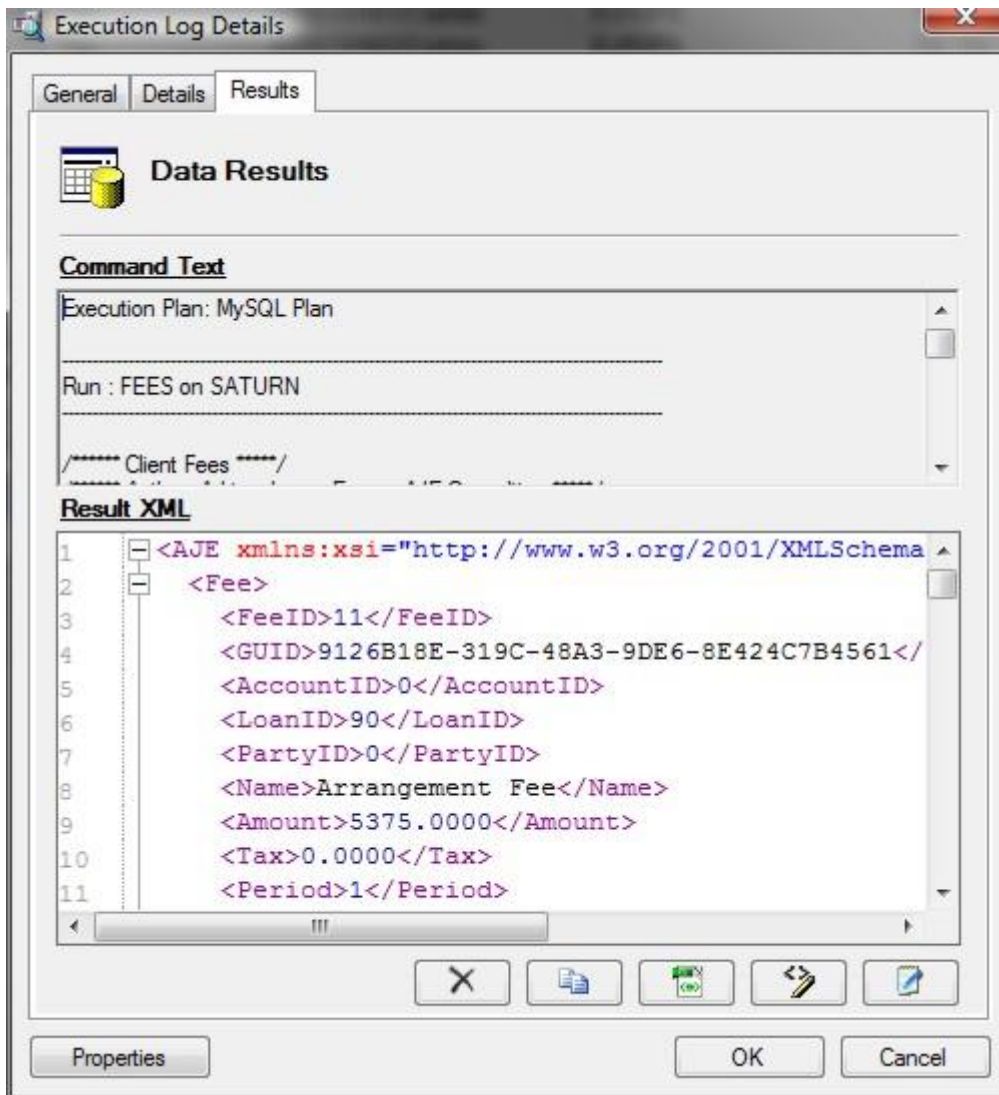 Execution Log Details
General Details Results
Data Results
Command Text
Execution Plan: MySQL Plan
Run : FEES on SATURN
/****** Client Fees *****/
Result XML
1 <AJE xmlns:xsi="http://www.w3.org/2001/XMLSchema
2 <Fee>
3 <FeeID>11</FeeID>
4 <GUID>9126B18E-319C-48A3-9DE6-8E424C7B4561</
5 <AccountID>0</AccountID>
6 <LoanID>90</LoanID>
7 <PartyID>0</PartyID>
8 <Name>Arrangement Fee</Name>
9 <Amount>5375.0000</Amount>
10 <Tax>0.0000</Tax>
11 <Period>1</Period>
Properties OK Cancel